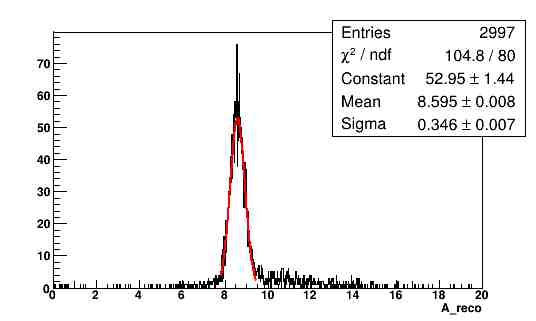 Entries 2997
χ² / ndf 104.8 / 80
Constant 52.95 ± 1.44
Mean 8.595 ± 0.008
Sigma 0.346 ± 0.007
70
60
50
40
30
20
10
0
0 2 4 6 8 10 12 14 16 18 20
A_reco